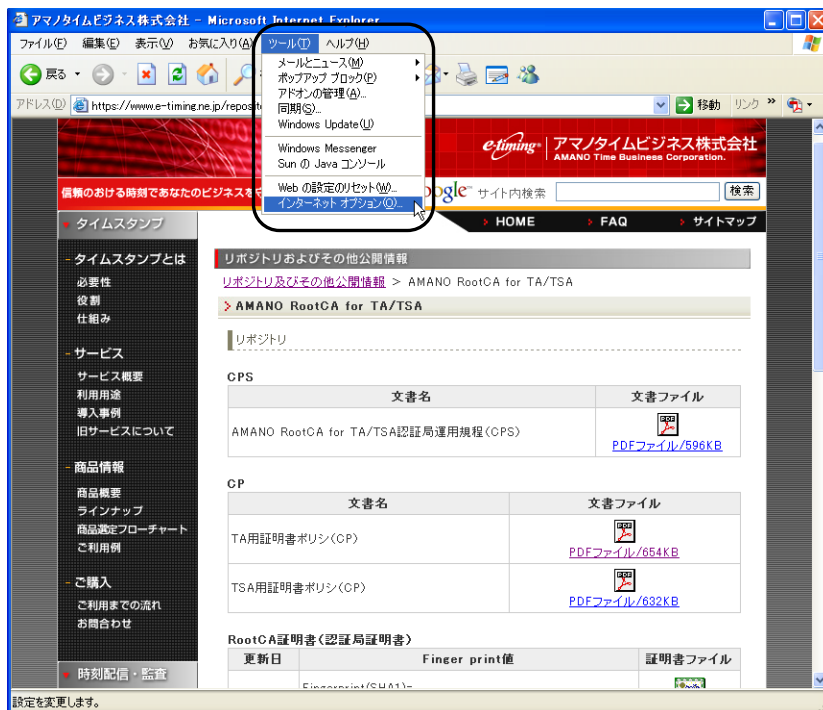 アマノタイムビジネス株式会社 - Microsoft Internet Explorer
ファイル(F) 編集(E) 表示(V) お気に入り(A) ツール(T) ヘルプ(H)
メールとニュース(M)
ポップアップ ブロック(P)
アドオンの管理(A)...
同期(S)...
Windows Update(U)
Windows Messenger
Sun の Java コンソール
Web の設定のリセット(W)...
インターネット オプション(O)...
戻る
アドレス(D) https://www.e-timing.ne.jp/reposit
移動 リンク »
e-timing アマノタイムビジネス株式会社
AMANO Time Business Corporation.
信頼のおける時刻であなたのビジネスを
oogle サイト内検索 検索
タイムスタンプ
HOME FAQ サイトマップ
- タイムスタンプとは
必要性
役割
仕組み
- サービス
サービス概要
利用用途
導入事例
旧サービスについて
- 商品情報
商品概要
ラインナップ
商品選定フローチャート
ご利用例
- ご購入
ご利用までの流れ
お問合わせ
時刻配信・監査
リポジトリおよびその他公開情報
リポジトリ及びその他公開情報 > AMANO RootCA for TA/TSA
AMANO RootCA for TA/TSA
リポジトリ
CPS
文書名 文書ファイル
AMANO RootCA for TA/TSA認証局運用規程(CPS) PDFファイル/596KB
CP
文書名 文書ファイル
TA用証明書ポリシ(CP) PDFファイル/654KB
TSA用証明書ポリシ(CP) PDFファイル/632KB
RootCA証明書(認証局証明書)
更新日 Finger print値 証明書ファイル
Fingerprint(SHA1)=
設定を変更します。